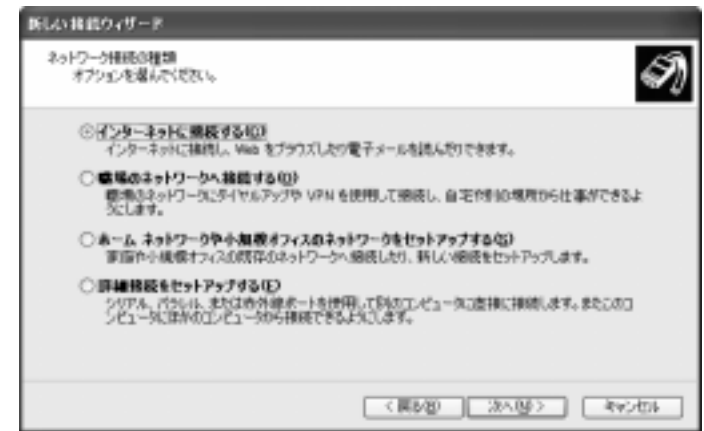 新しい接続ウィザード
ネットワーク接続の種類
オプションを選んでください。
インターネットに接続する(C)
インターネットに接続し、Web をブラウズしたり電子メールを読んだりできます。
職場のネットワークへ接続する(O)
職場のネットワークにダイヤルアップや VPN を使用して接続し、自宅や別の場所から仕事ができるよ
うにします。
ホーム ネットワークや小規模オフィスのネットワークをセットアップする(S)
家庭や小規模オフィスの既存のネットワークへ接続したり、新しい接続をセットアップします。
詳細接続をセットアップする(E)
シリアル、パラレル、または赤外線ポートを使用して別のコンピュータに直接に接続します。またこのコ
ンピュータにほかのコンピュータから接続できるようにします。
< 戻る(B)
次へ(N) >
キャンセル